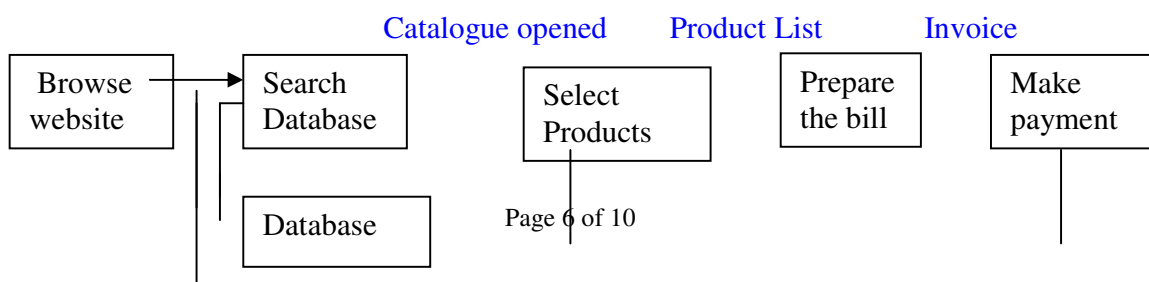 Catalogue opened Product List Invoice
Browse
website
Search
Database
Select
Products
Prepare
the bill
Make
payment
Database
Page 6 of 10